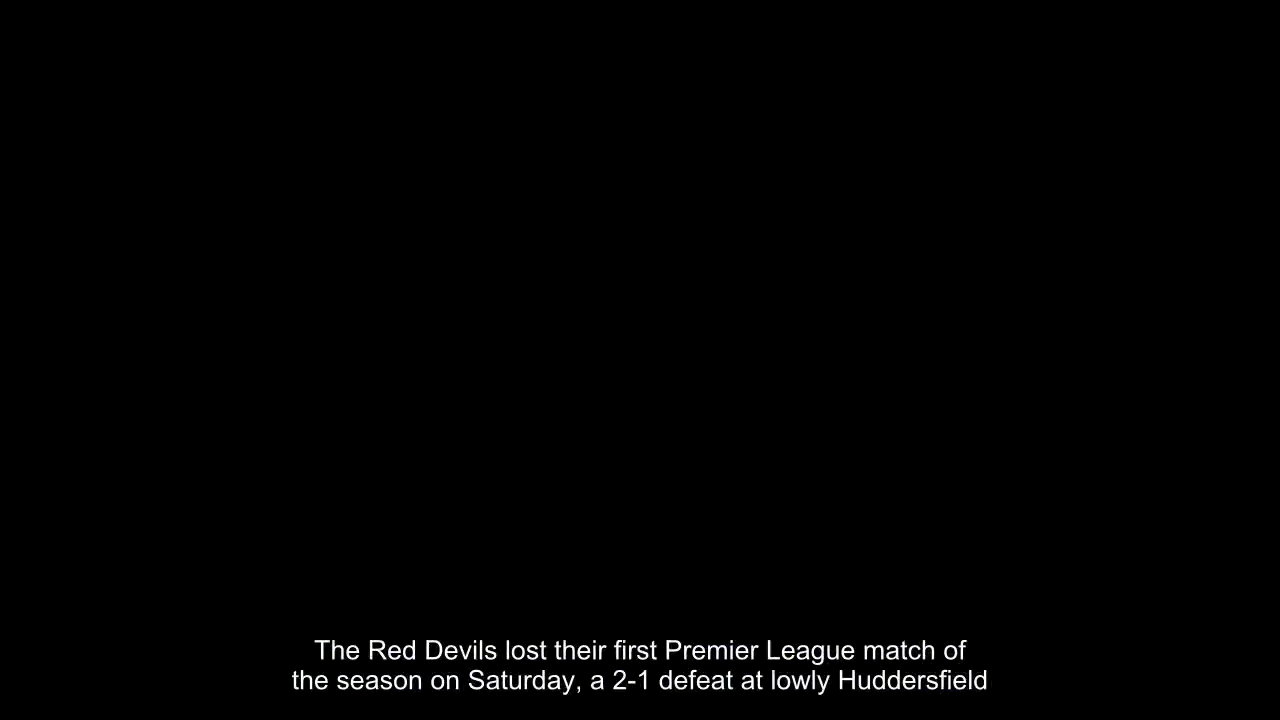 The Red Devils lost their first Premier League match of
the season on Saturday, a 2-1 defeat at lowly Huddersfield